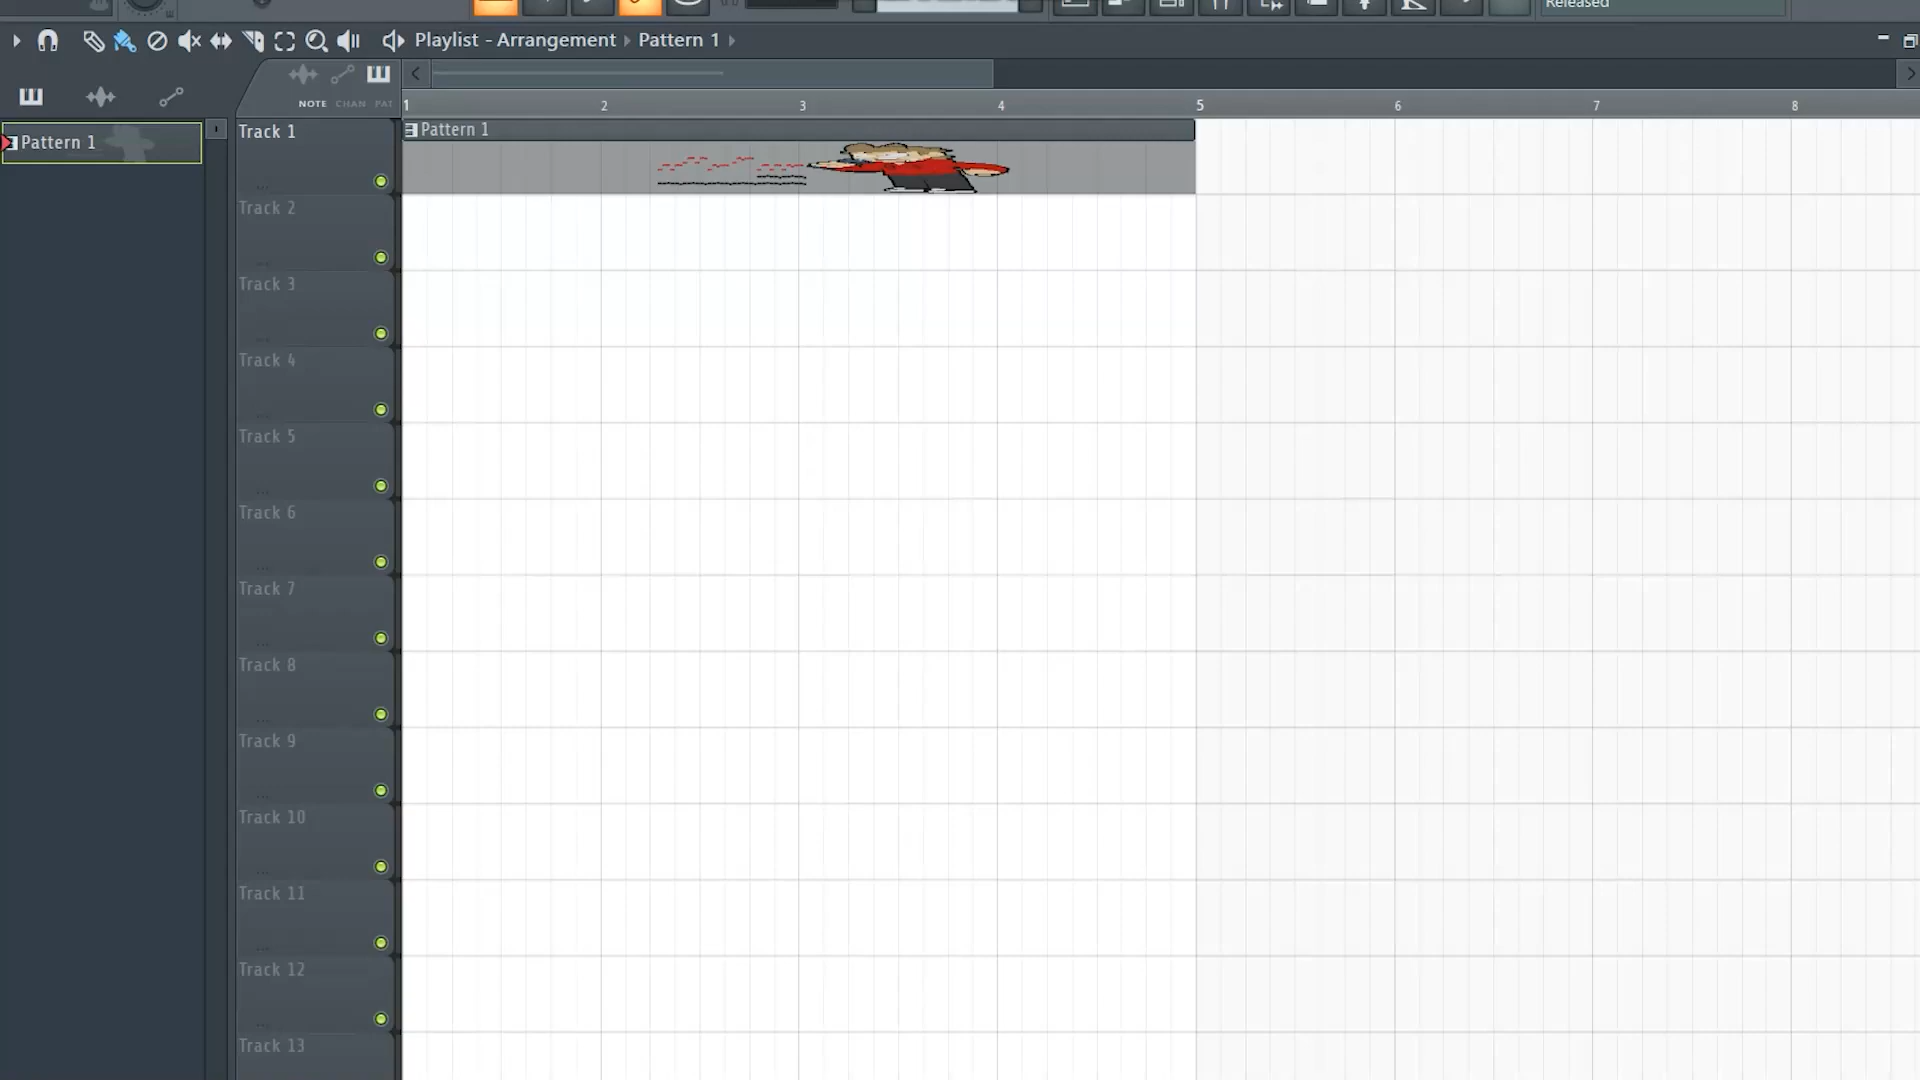 Released
Playlist - Arrangement Pattern 1
NOTE CHAN PAT
1 2 3 4 5 6 7 8
Pattern 1
Track 1
Pattern 1
Track 2
Track 3
Track 4
Track 5
Track 6
Track 7
Track 8
Track 9
Track 10
Track 11
Track 12
Track 13